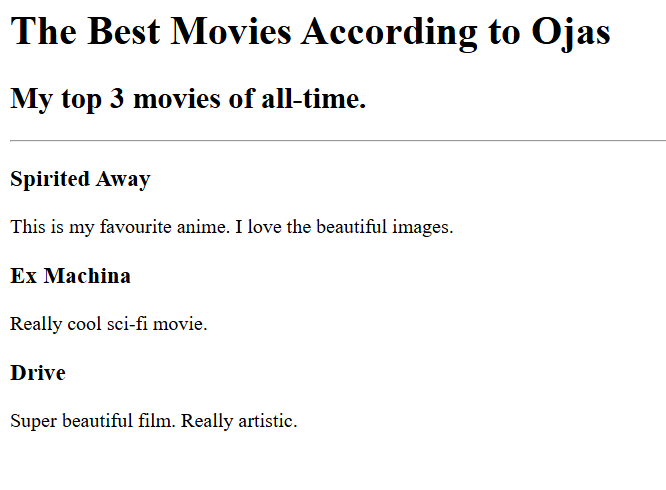 The Best Movies According to Ojas
My top 3 movies of all-time.
Spirited Away
This is my favourite anime. I love the beautiful images.
Ex Machina
Really cool sci-fi movie.
Drive
Super beautiful film. Really artistic.